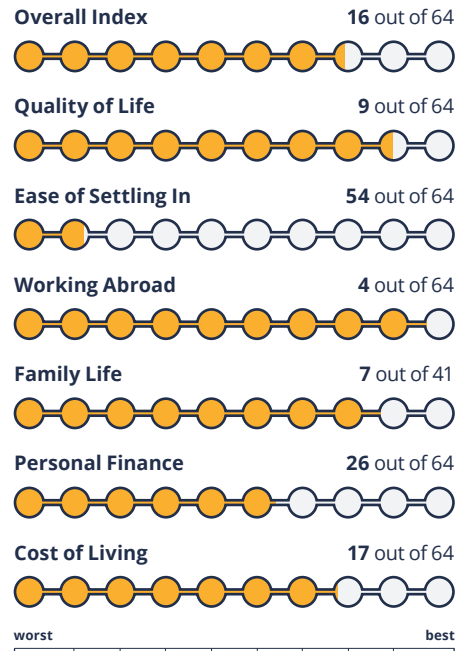 Overall Index 16 out of 64
Quality of Life 9 out of 64
Ease of Settling In 54 out of 64
Working Abroad 4 out of 64
Family Life 7 out of 41
Personal Finance 26 out of 64
Cost of Living 17 out of 64
worst best